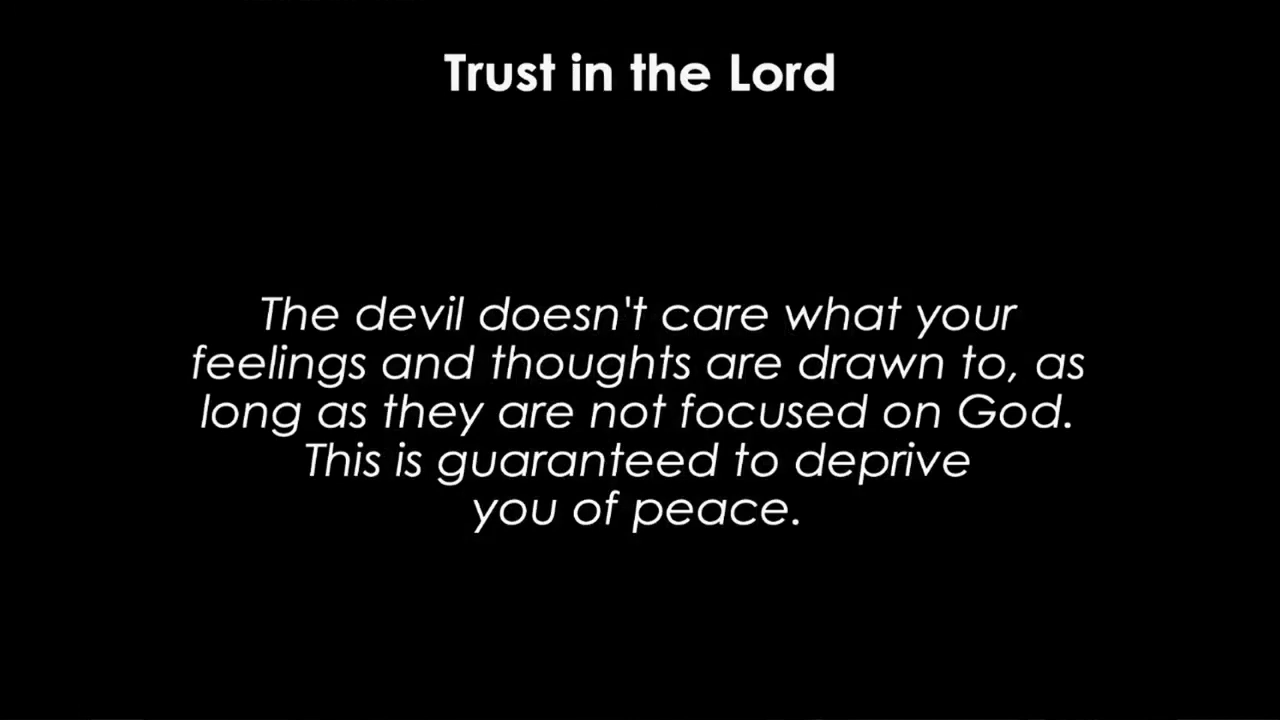 Trust in the Lord
The devil doesn't care what your
feelings and thoughts are drawn to, as
long as they are not focused on God.
This is guaranteed to deprive
you of peace.